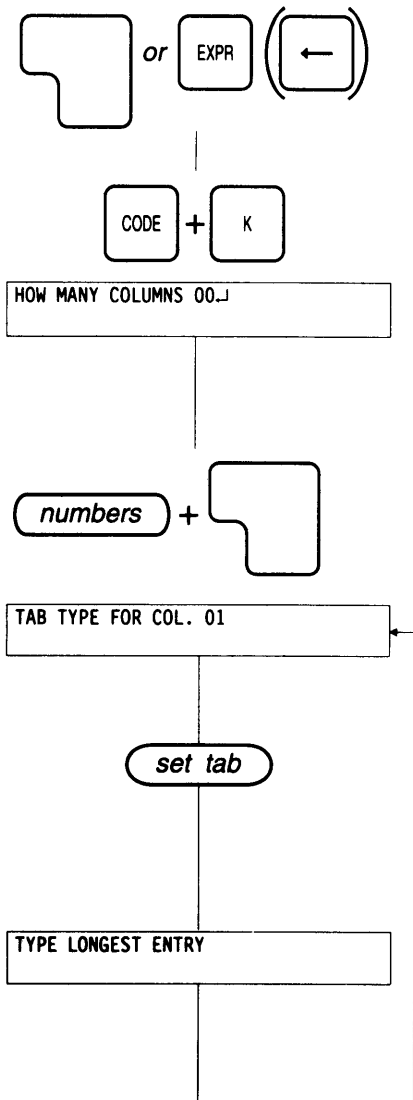 or EXPR (←)
CODE + K
HOW MANY COLUMNS 00.↵
numbers +
TAB TYPE FOR COL. 01
set tab
TYPE LONGEST ENTRY